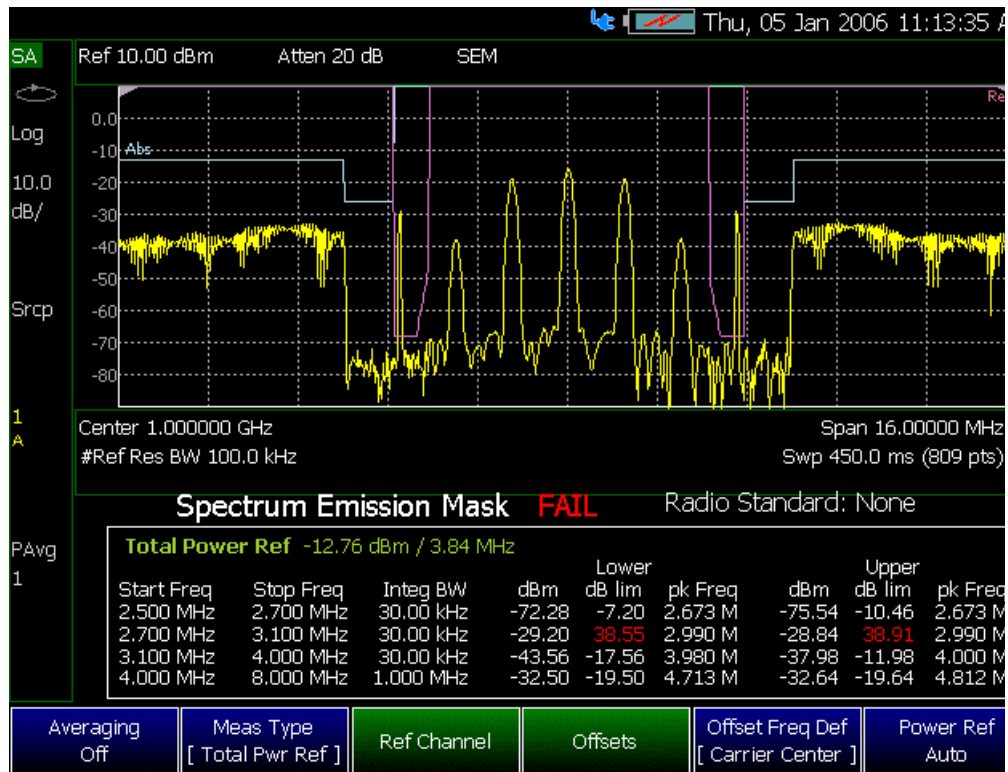 Thu, 05 Jan 2006 11:13:35 A
SA
Ref 10.00 dBm Atten 20 dB SEM
Log
10.0
dB/
Srcp
1
A
PAvg
1
Re
0.0
-10
Abs
-20
-30
-40
-50
-60
-70
-80
Center 1.000000 GHz Span 16.00000 MHz
#Ref Res BW 100.0 kHz Swp 450.0 ms (809 pts)
Spectrum Emission Mask FAIL Radio Standard: None
Total Power Ref -12.76 dBm / 3.84 MHz
Lower Upper
Start Freq Stop Freq Integ BW dBm dB lim pk Freq dBm dB lim pk Freq
2.500 MHz 2.700 MHz 30.00 kHz -72.28 -7.20 2.673 M -75.54 -10.46 2.673 M
2.700 MHz 3.100 MHz 30.00 kHz -29.20 38.55 2.990 M -28.84 38.91 2.990 M
3.100 MHz 4.000 MHz 30.00 kHz -43.56 -17.56 3.980 M -37.98 -11.98 4.000 M
4.000 MHz 8.000 MHz 1.000 MHz -32.50 -19.50 4.713 M -32.64 -19.64 4.812 M
Averaging
Off
Meas Type
[ Total Pwr Ref ]
Ref Channel
Offsets
Offset Freq Def
[ Carrier Center ]
Power Ref
Auto